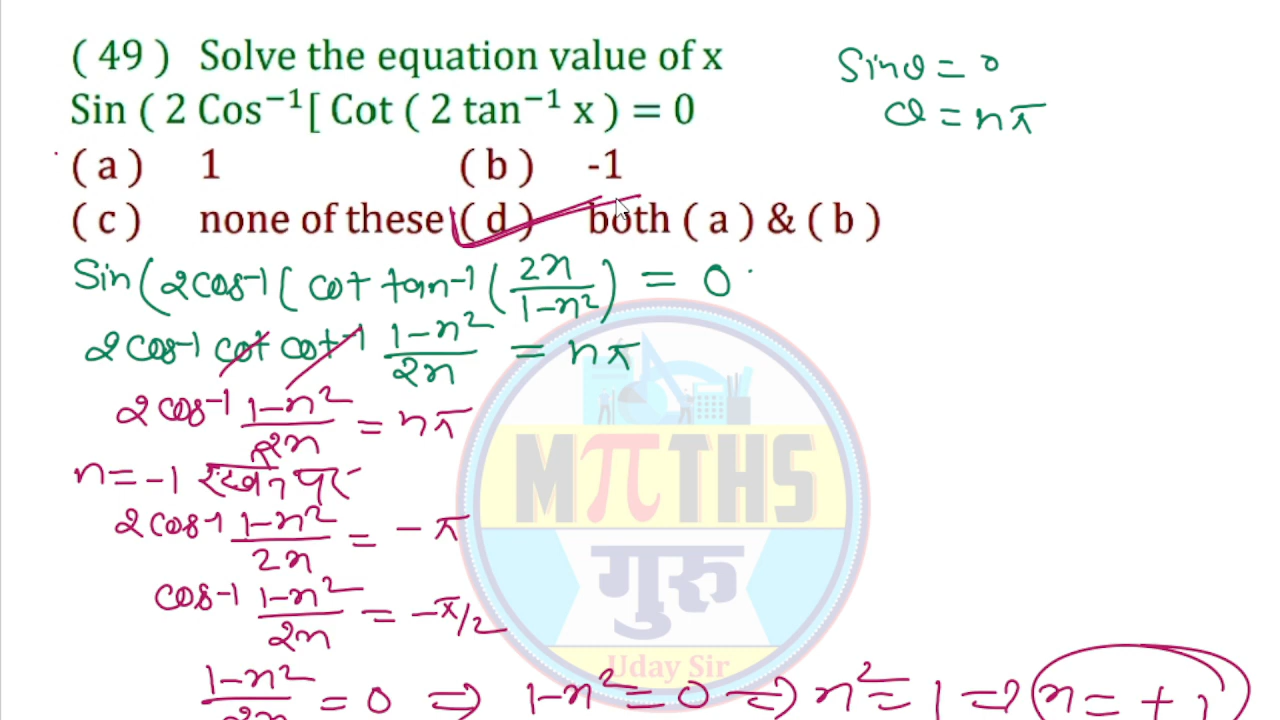 ( 49 ) Solve the equation value of x
Sin ( 2 Cos⁻¹[ Cot ( 2 tan⁻¹ x ) = 0
( a ) 1 ( b ) -1
( c ) none of these ( d ) both ( a ) & ( b )
Sinθ = 0
θ = nπ
Sin(2cos-1[ cot tan-1(2x/1-x²) = 0
2cos-1 cot cot-1 1-x²/2x = nπ
2cos-1 1-x²/2x = nπ
n = -1 रखने पर
2cos-1 1-x²/2x = -π
cos-1 1-x²/2x = -π/2
1-x²/2x = 0 ⇒ 1-x² = 0 ⇒ x² = 1 ⇒ x = ±1
MπTHS
गुरु
Uday Sir